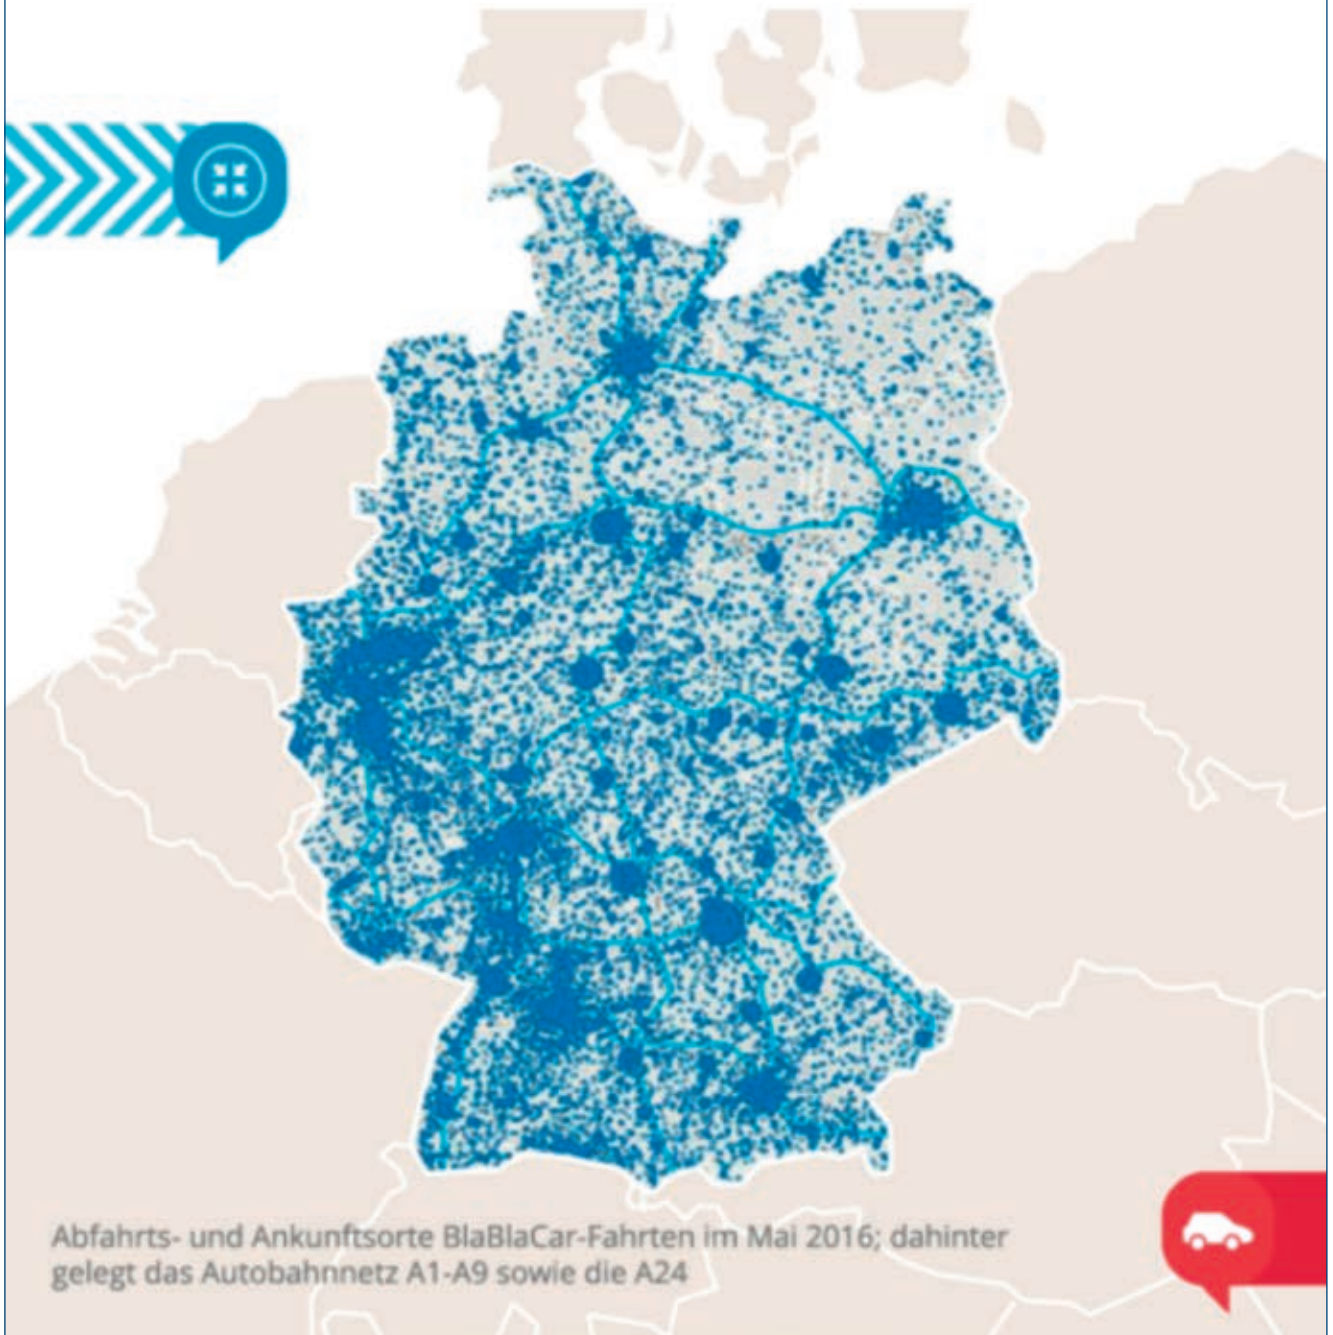 Abfahrts- und Ankunftsorte BlaBlaCar-Fahrten im Mai 2016; dahinter
gelegt das Autobahnnetz A1-A9 sowie die A24